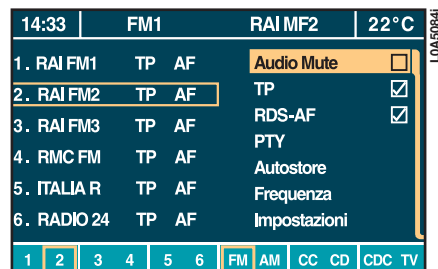 14:33 FM1 RAI MF2 22°C
1. RAI FM1 TP AF
2. RAI FM2 TP AF
3. RAI FM3 TP AF
4. RMC FM TP AF
5. ITALIA R TP AF
6. RADIO 24 TP AF
Audio Mute
TP
RDS-AF
PTY
Autostore
Frequenza
Impostazioni
1 2 3 4 5 6 FM AM CC CD CDC TV
L0A5084i